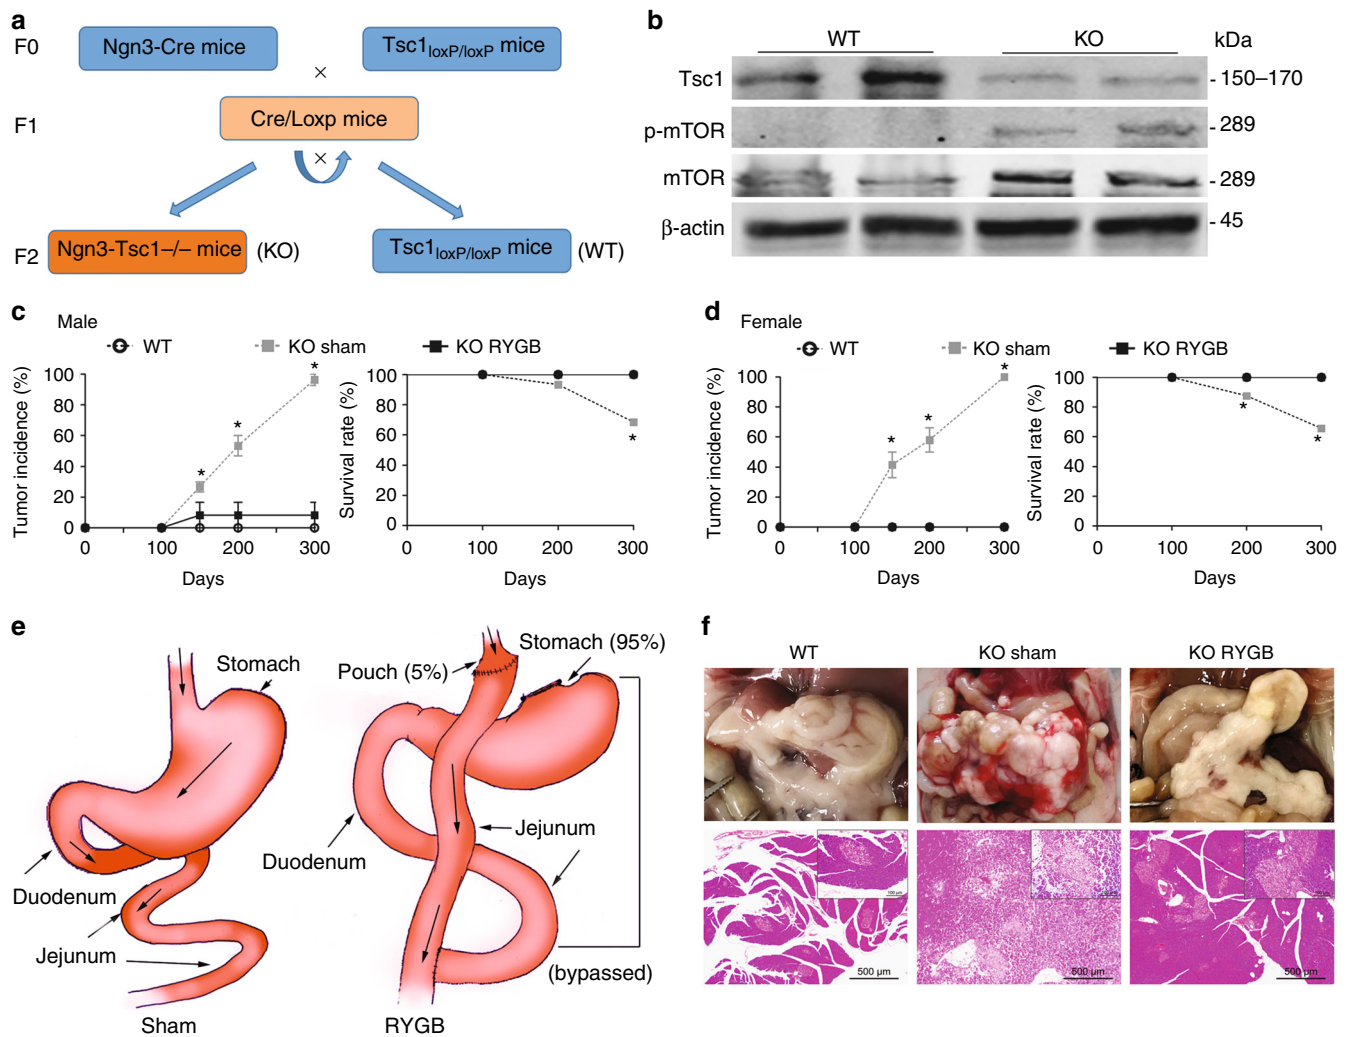 a
F0
Ngn3-Cre mice
Tsc1loxP/loxP mice
×
F1
Cre/Loxp mice
×
F2
Ngn3-Tsc1–/– mice
(KO)
Tsc1loxP/loxP mice
(WT)
b
WT
KO
kDa
Tsc1
- 150–170
p-mTOR
- 289
mTOR
- 289
β-actin
- 45
c
Male
WT
KO sham
KO RYGB
Tumor incidence (%)
100
80
60
40
20
0
*
*
*
0
100
200
300
Days
Survival rate (%)
100
80
60
40
20
0
*
0
100
200
300
Days
d
Female
WT
KO sham
KO RYGB
Tumor incidence (%)
100
80
60
40
20
0
*
*
*
0
100
200
300
Days
Survival rate (%)
100
80
60
40
20
0
*
*
0
100
200
300
Days
e
Stomach
Duodenum
Jejunum
Sham
Pouch (5%)
Stomach (95%)
Duodenum
Jejunum
(bypassed)
RYGB
f
WT
KO sham
KO RYGB
500 µm
500 µm
500 µm